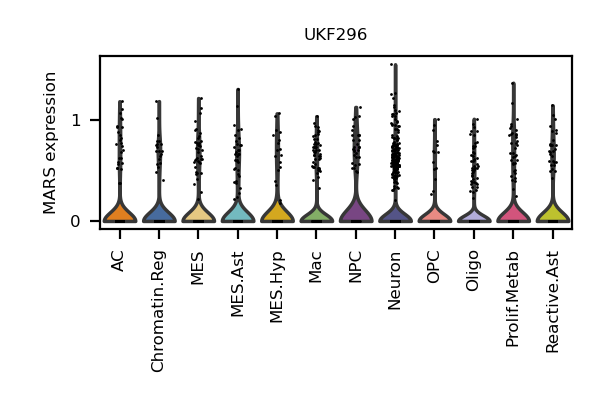 UKF296
MARS expression
1
0
AC
Chromatin.Reg
MES
MES.Ast
MES.Hyp
Mac
NPC
Neuron
OPC
Oligo
Prolif.Metab
Reactive.Ast